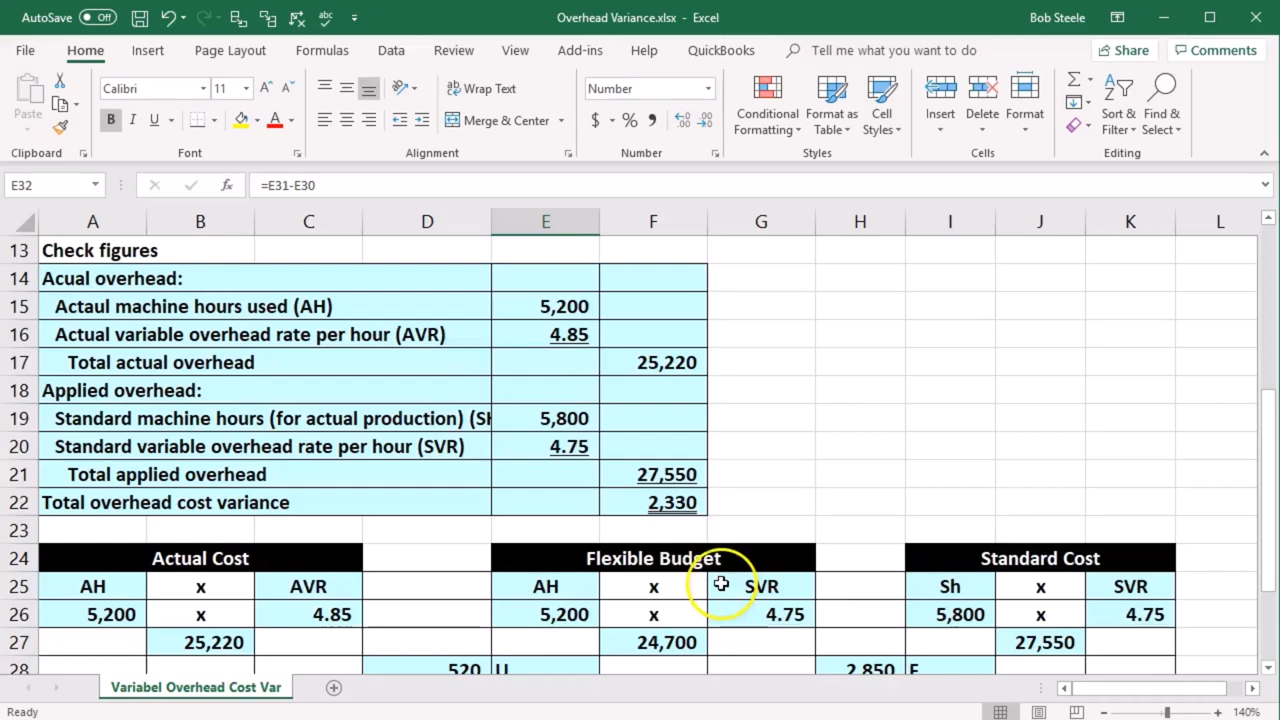 AutoSave Off Overhead Variance.xlsx - Excel Bob Steele
File Home Insert Page Layout Formulas Data Review View Add-ins Help QuickBooks Tell me what you want to do Share Comments
Paste Calibri 11 Wrap Text Number Conditional Format as Cell Insert Delete Format Sort & Find &
B I U Merge & Center $ % Formatting Table Styles Filter Select
Clipboard Font Alignment Number Styles Cells Editing
E32 fx =E31-E30
A B C D E F G H I J K L
13 Check figures
14 Acual overhead:
15 Actaul machine hours used (AH) 5,200
16 Actual variable overhead rate per hour (AVR) 4.85
17 Total actual overhead 25,220
18 Applied overhead:
19 Standard machine hours (for actual production) (SH 5,800
20 Standard variable overhead rate per hour (SVR) 4.75
21 Total applied overhead 27,550
22 Total overhead cost variance 2,330
23
24 Actual Cost Flexible Budget Standard Cost
25 AH x AVR AH x SVR Sh x SVR
26 5,200 x 4.85 5,200 x 4.75 5,800 x 4.75
27 25,220 24,700 27,550
28 520 U 2,850 F
Variabel Overhead Cost Var
Ready 140%